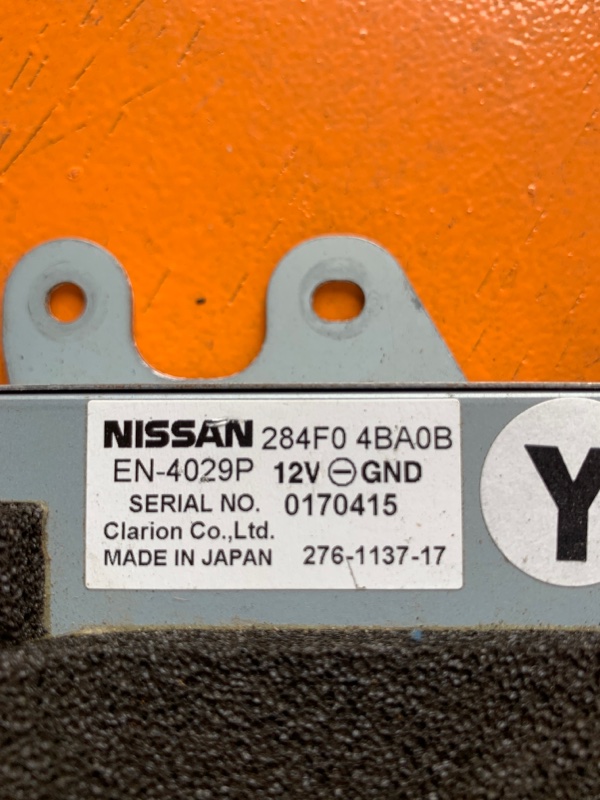 NISSAN 284F0 4BA0B
EN-4029P 12V ⊖ GND
SERIAL NO. 0170415
Clarion Co.,Ltd.
MADE IN JAPAN 276-1137-17
Y